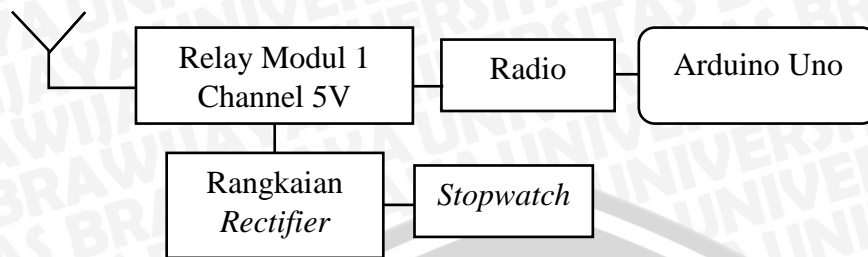 Relay Modul 1
Channel 5V
Radio
Arduino Uno
Rangkaian
Rectifier
Stopwatch